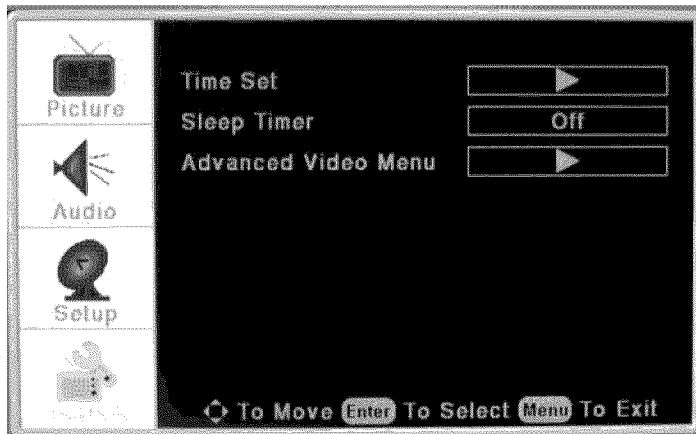 Picture
Audio
Setup
Time Set
Sleep Timer Off
Advanced Video Menu
To Move Enter To Select Menu To Exit